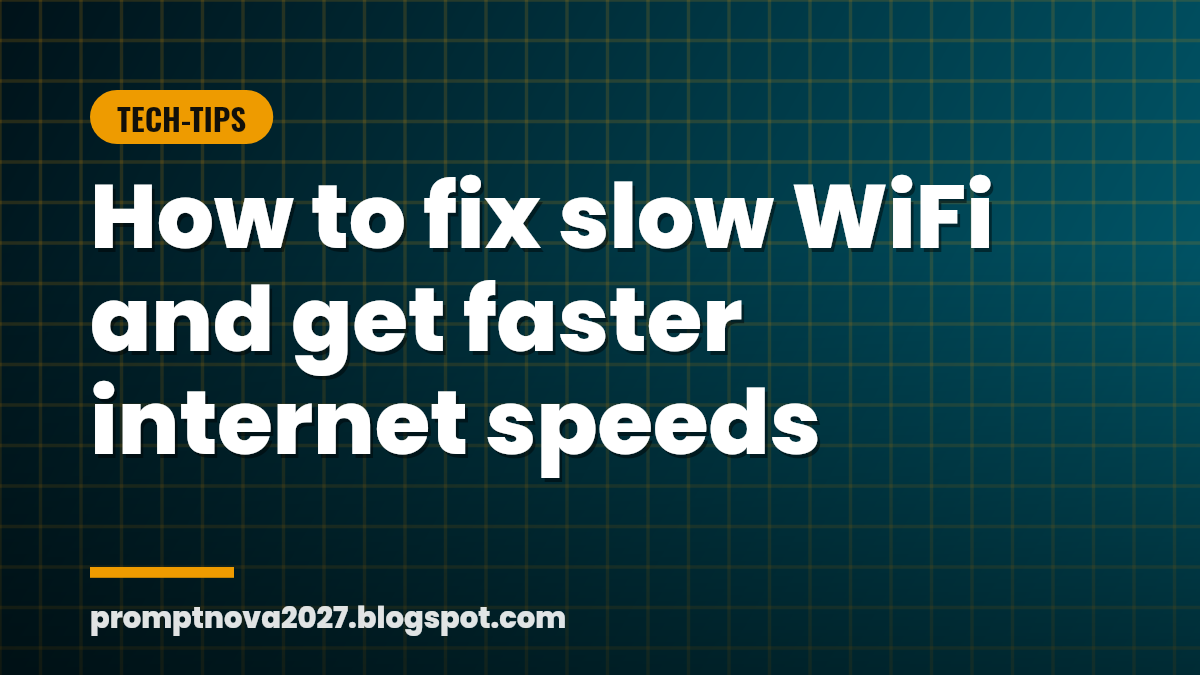 TECH-TIPS
How to fix slow WiFi
and get faster
internet speeds
promptnova2027.blogspot.com